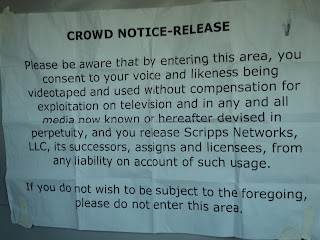 CROWD NOTICE-RELEASE
Please be aware that by entering this area, you
consent to your voice and likeness being
videotaped and used without compensation for
exploitation on television and in any and all
media now known or hereafter devised in
perpetuity, and you release Scripps Networks,
LLC, its successors, assigns and licensees, from
any liability on account of such usage.
If you do not wish to be subject to the foregoing,
please do not enter this area.